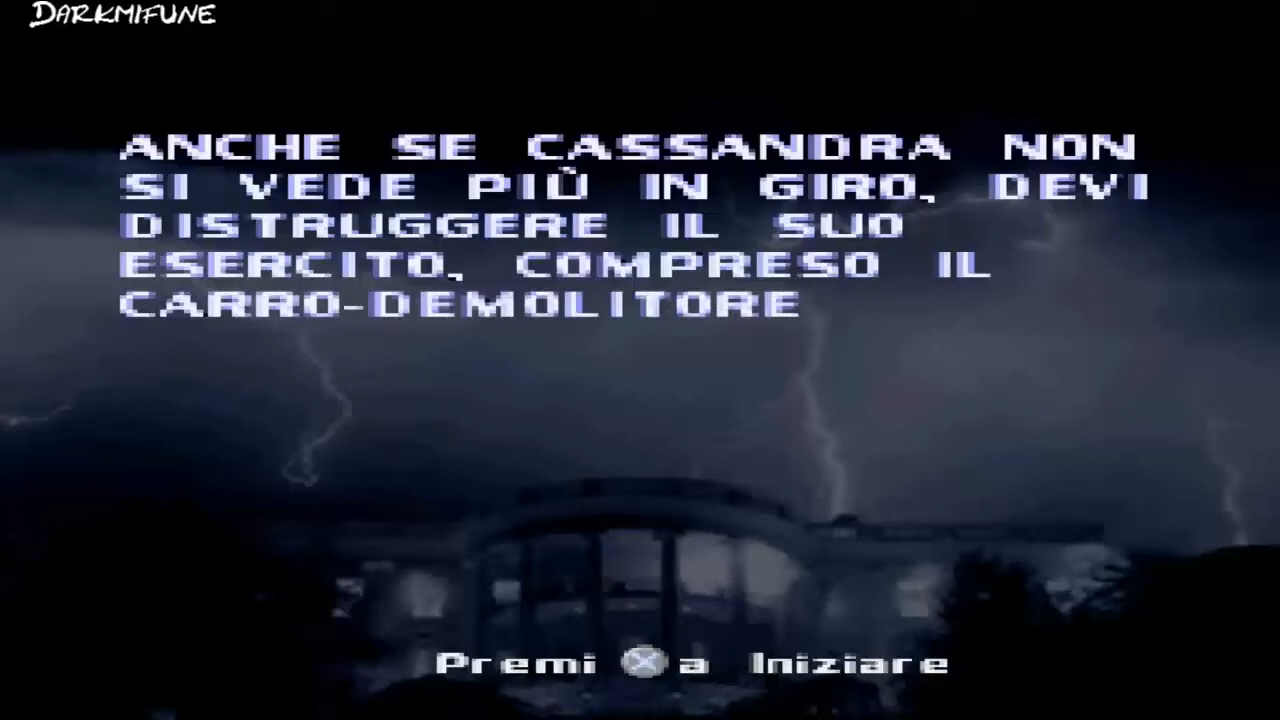 DARKMIFUNE
ANCHE SE CASSANDRA NON
SI VEDE PIÙ IN GIRO, DEVI
DISTRUGGERE IL SUO
ESERCITO, COMPRESO IL
CARRO-DEMOLITORE
Premi ⓧ a Iniziare